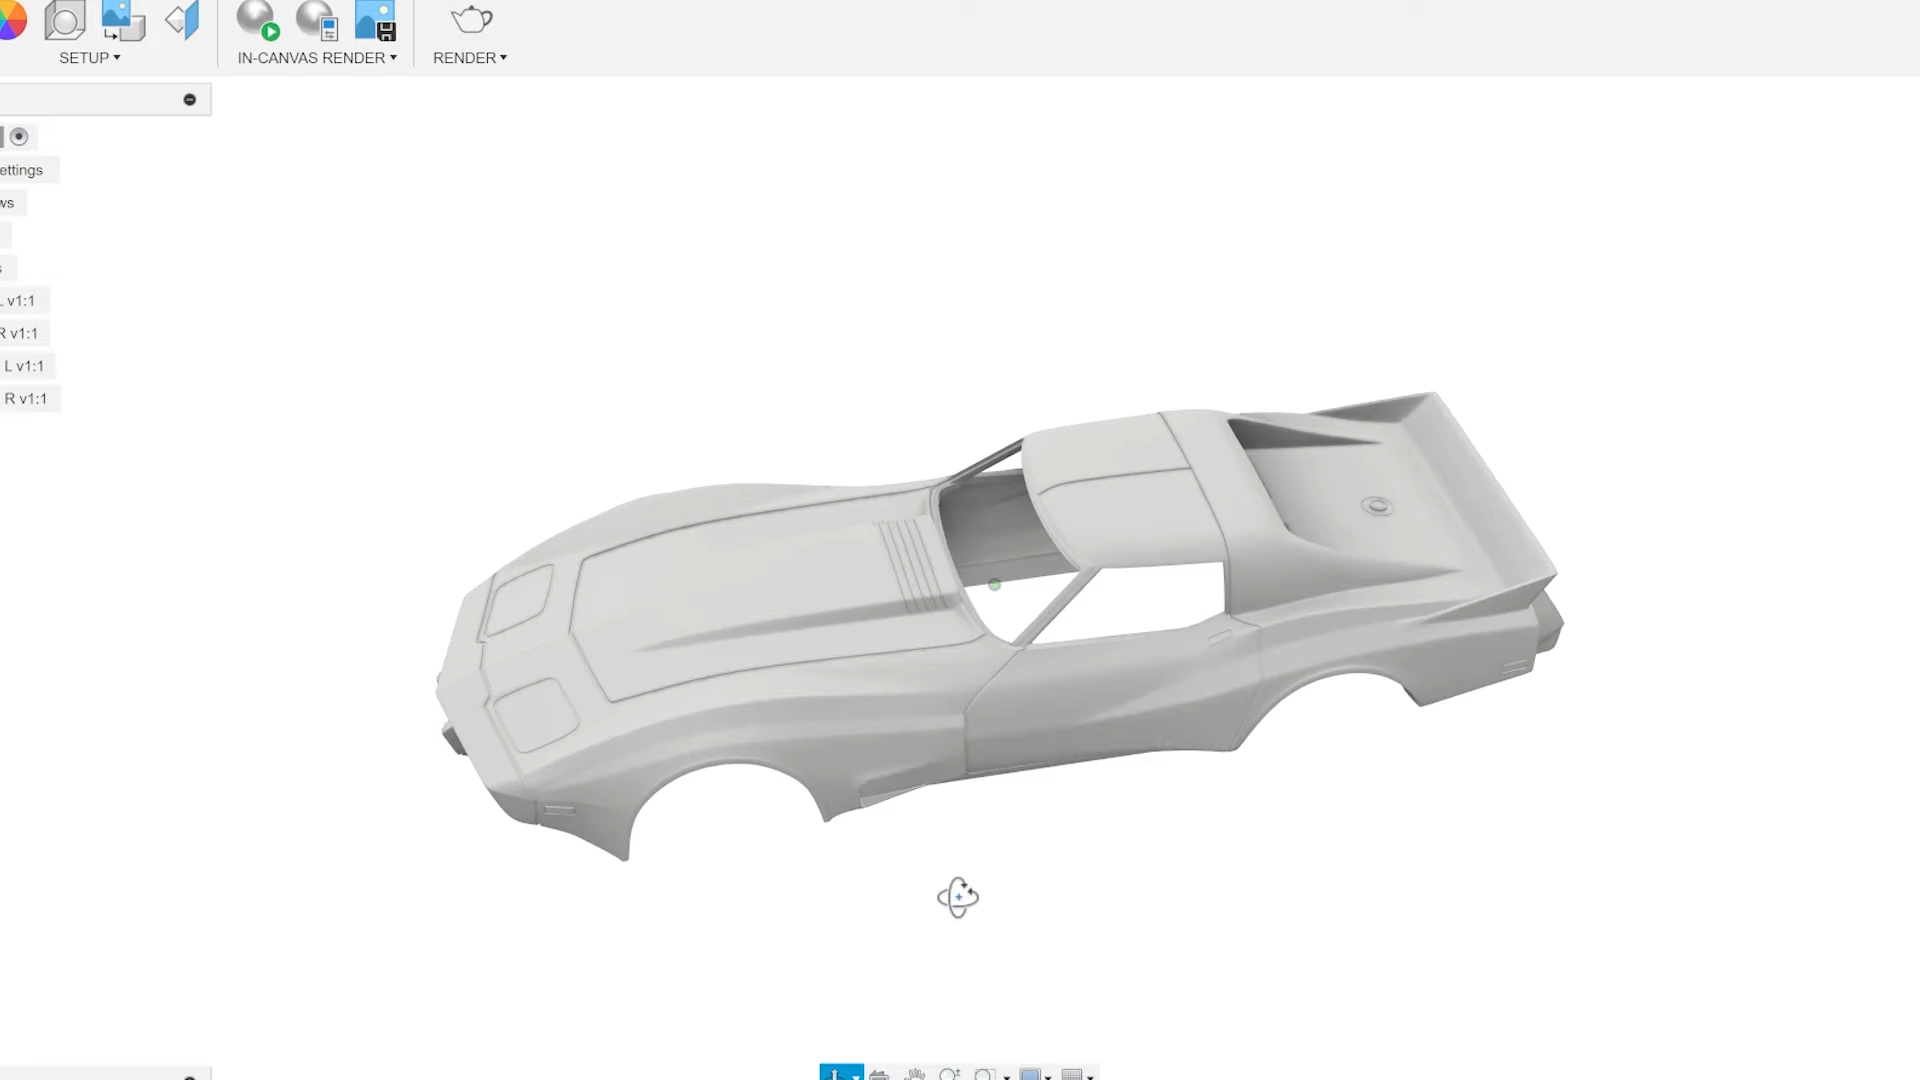 SETUP
IN-CANVAS RENDER
RENDER
ettings
ws
s
L v1:1
R v1:1
L v1:1
R v1:1